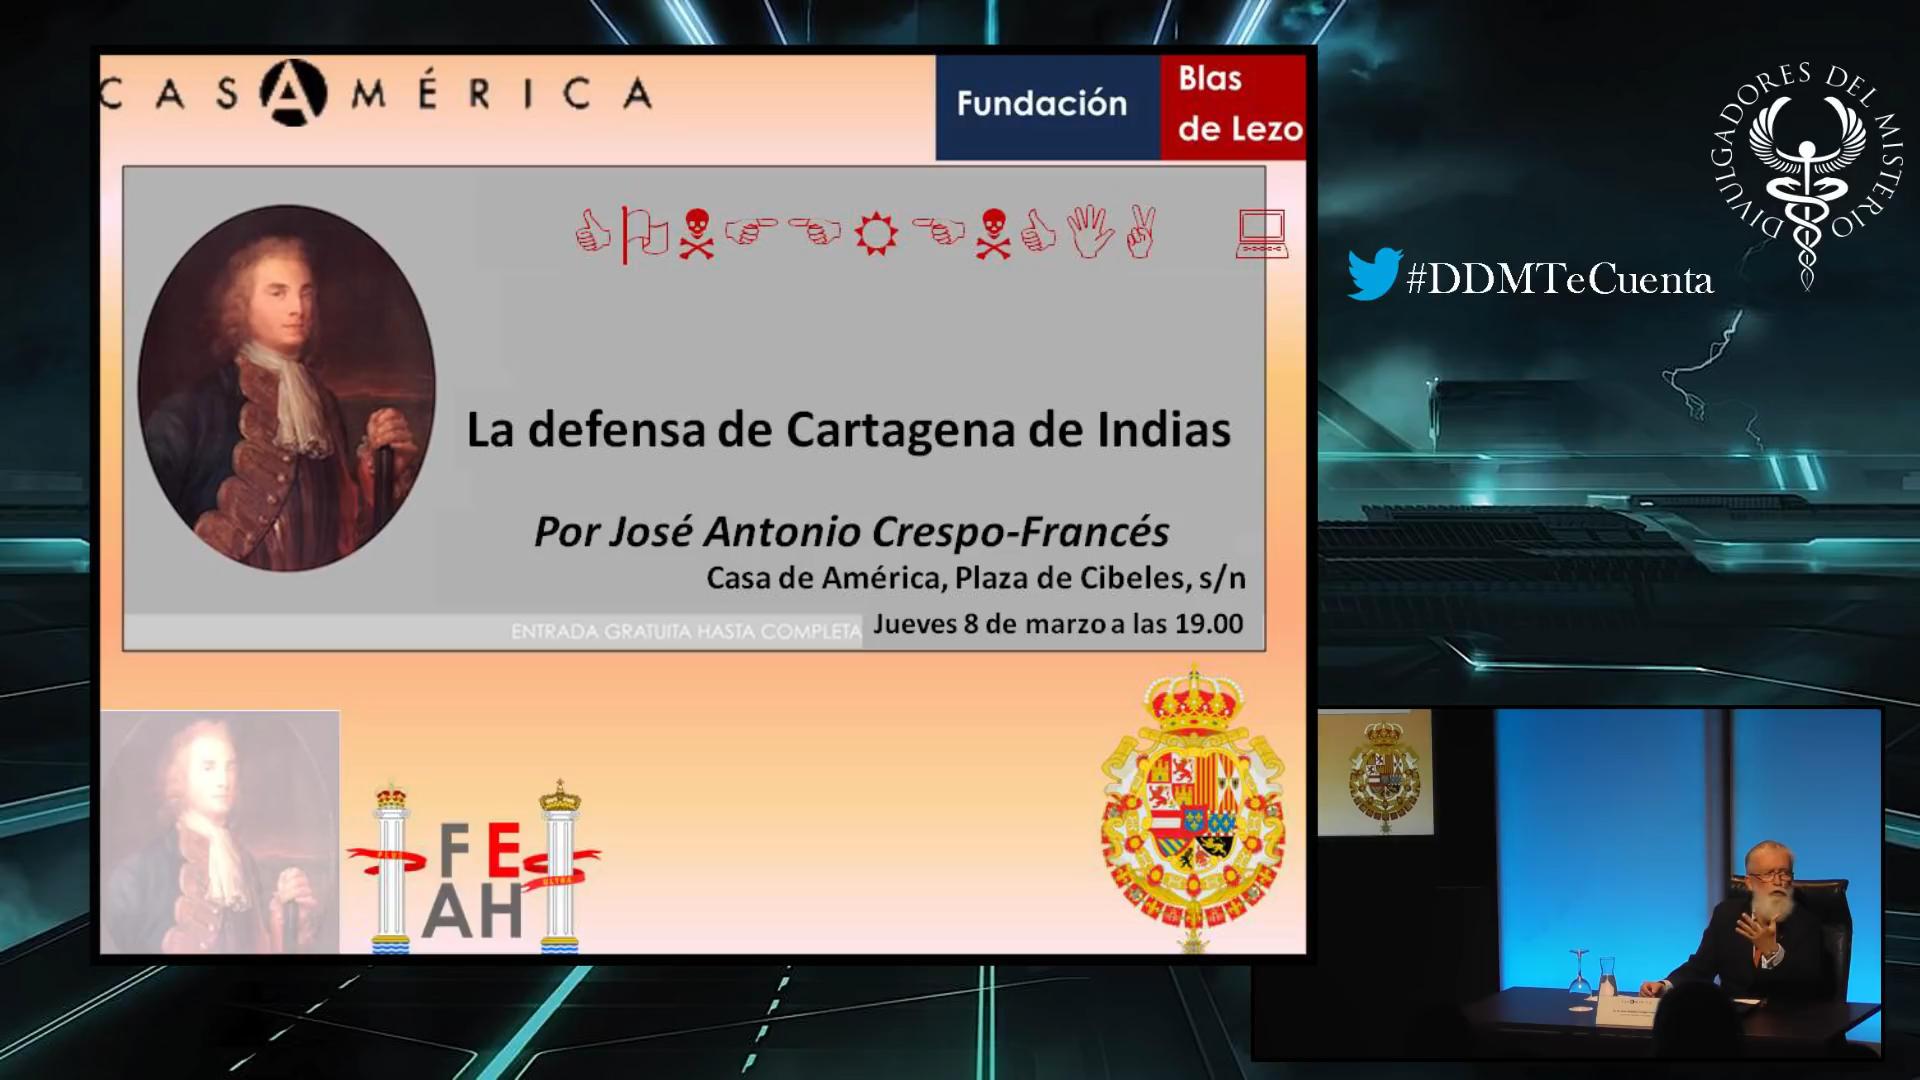 CASAMÉRICA
Fundación
Blas
de Lezo
👍︎🏳︎☠︎☞︎☜︎☼︎☜︎☠︎👍︎✋︎✌︎ 💻︎
La defensa de Cartagena de Indias
Por José Antonio Crespo-Francés
Casa de América, Plaza de Cibeles, s/n
ENTRADA GRATUITA HASTA COMPLETA
Jueves 8 de marzo a las 19.00
FE
AH
PLUS
ULTRA
DIVULGADORES DEL MISTERIO
#DDMTeCuenta